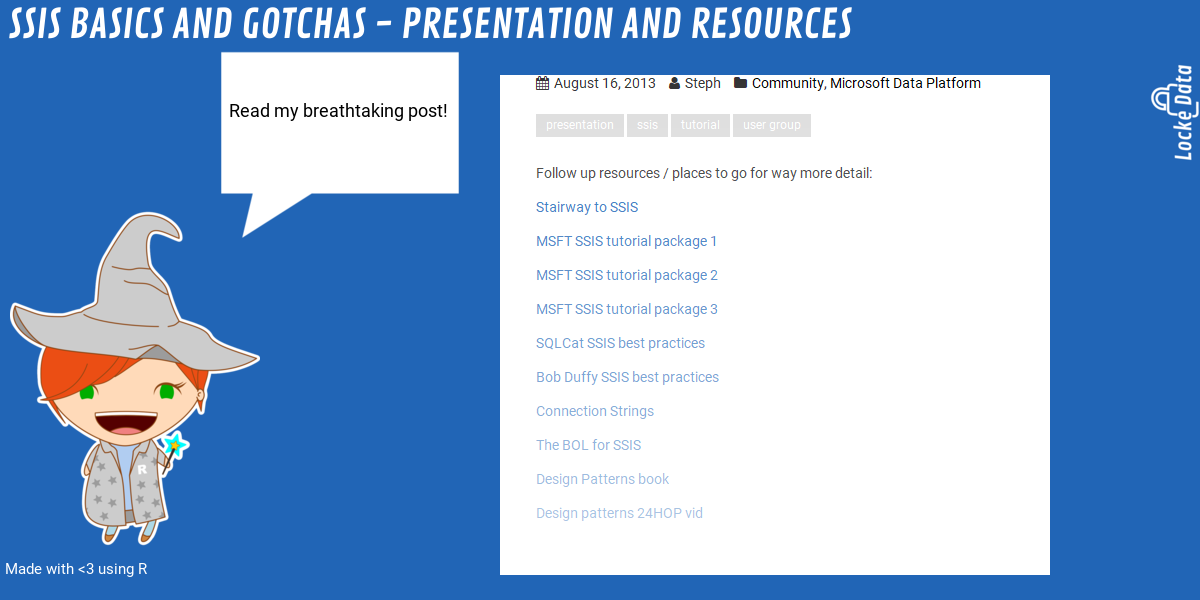 SSIS BASICS AND GOTCHAS – PRESENTATION AND RESOURCES
Read my breathtaking post!
August 16, 2013 Steph Community, Microsoft Data Platform
presentation ssis tutorial user group
Follow up resources / places to go for way more detail:
Stairway to SSIS
MSFT SSIS tutorial package 1
MSFT SSIS tutorial package 2
MSFT SSIS tutorial package 3
SQLCat SSIS best practices
Bob Duffy SSIS best practices
Connection Strings
The BOL for SSIS
Design Patterns book
Design patterns 24HOP vid
Locke Data
R
Made with <3 using R